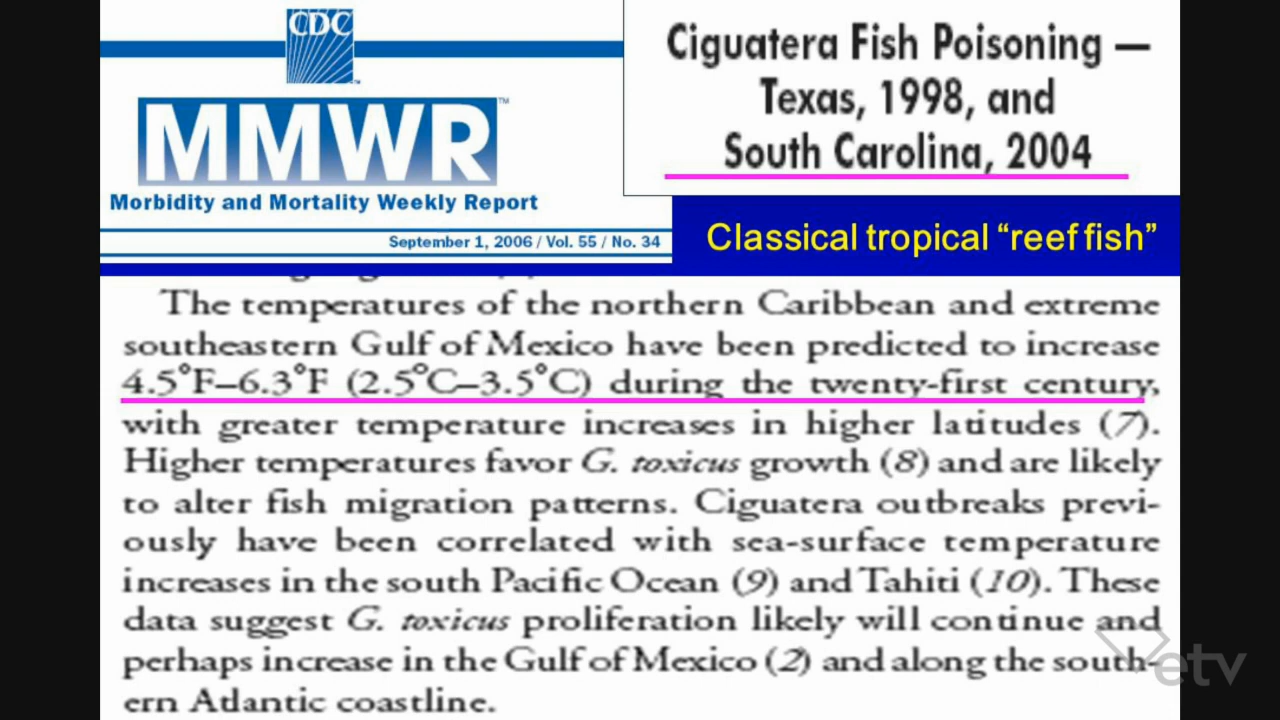 CDC
MMWR™
Morbidity and Mortality Weekly Report
September 1, 2006 / Vol. 55 / No. 34
Ciguatera Fish Poisoning —
Texas, 1998, and
South Carolina, 2004
Classical tropical “reef fish”
The temperatures of the northern Caribbean and extreme
southeastern Gulf of Mexico have been predicted to increase
4.5°F–6.3°F (2.5°C–3.5°C) during the twenty-first century,
with greater temperature increases in higher latitudes (7).
Higher temperatures favor G. toxicus growth (8) and are likely
to alter fish migration patterns. Ciguatera outbreaks previ-
ously have been correlated with sea-surface temperature
increases in the south Pacific Ocean (9) and Tahiti (10). These
data suggest G. toxicus proliferation likely will continue and
perhaps increase in the Gulf of Mexico (2) and along the south-
ern Atlantic coastline.
etv